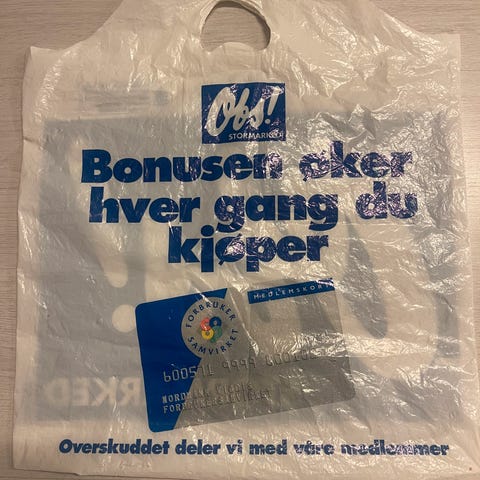 Obs!
STORMARKED
Bonusen øker
hver gang du
kjøper
MEDLEMSKORT
FORBRUKER
SAMVIRKET
Overskuddet deler vi med våre medlemmer